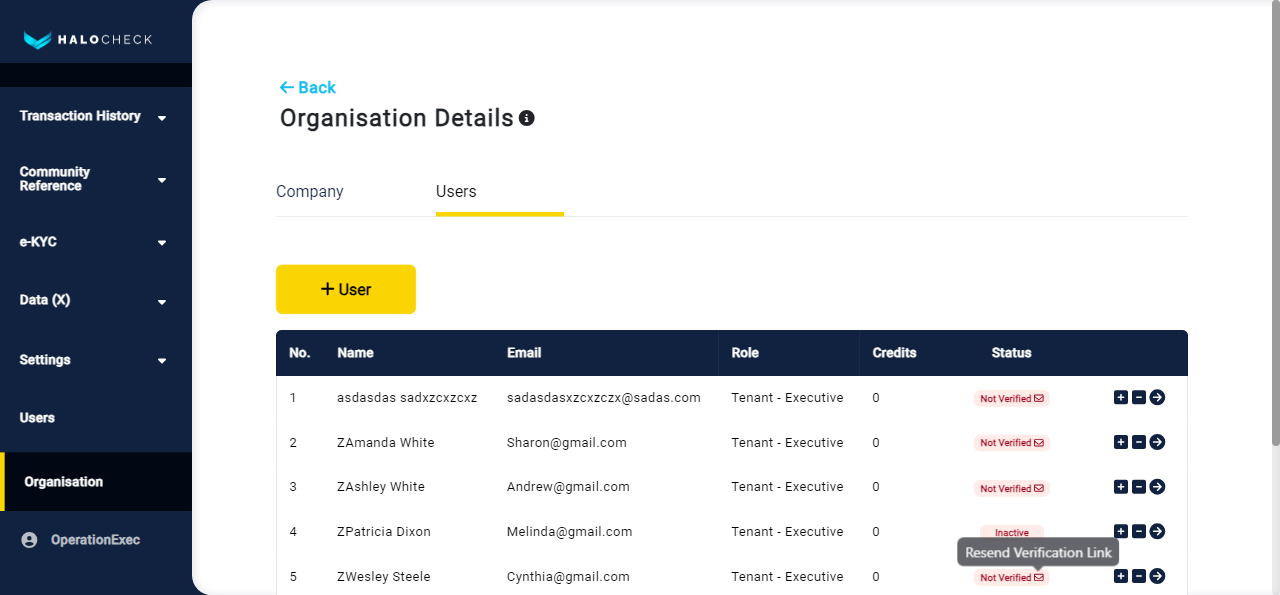 HALOCHECK
Transaction History
Community
Reference
e-KYC
Data (X)
Settings
Users
Organisation
OperationExec
Back
Organisation Details
Company Users
+ User
No. Name Email Role Credits Status
1 asdasdas sadxzcxzcxz sadasdasxzcxzczx@sadas.com Tenant - Executive 0 Not Verified
2 ZAmanda White Sharon@gmail.com Tenant - Executive 0 Not Verified
3 ZAshley White Andrew@gmail.com Tenant - Executive 0 Not Verified
4 ZPatricia Dixon Melinda@gmail.com Tenant - Executive 0 Inactive
Resend Verification Link
5 ZWesley Steele Cynthia@gmail.com Tenant - Executive 0 Not Verified